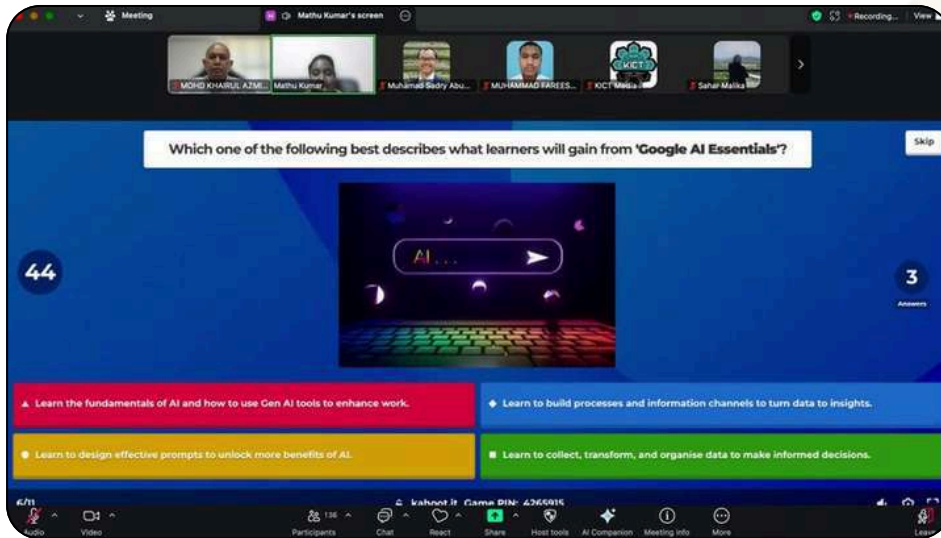 Meeting
Mathu Kumar's screen
Recording...
View
MOHD KHAIRUL AZMI...
Mathu Kumar
Muhamad Sadry Abu...
MUHAMMAD FAREES...
KICT
KICT Media
Sahar Malika
Which one of the following best describes what learners will gain from 'Google AI Essentials'?
Skip
AI...
44
3
Answers
Learn the fundamentals of AI and how to use Gen AI tools to enhance work.
Learn to build processes and information channels to turn data to insights.
Learn to design effective prompts to unlock more benefits of AI.
Learn to collect, transform, and organise data to make informed decisions.
6/11
kahoot.it Game PIN: 4265915
136
Audio
Video
Participants
Chat
React
Share
Host tools
AI Companion
Meeting info
More
Leave